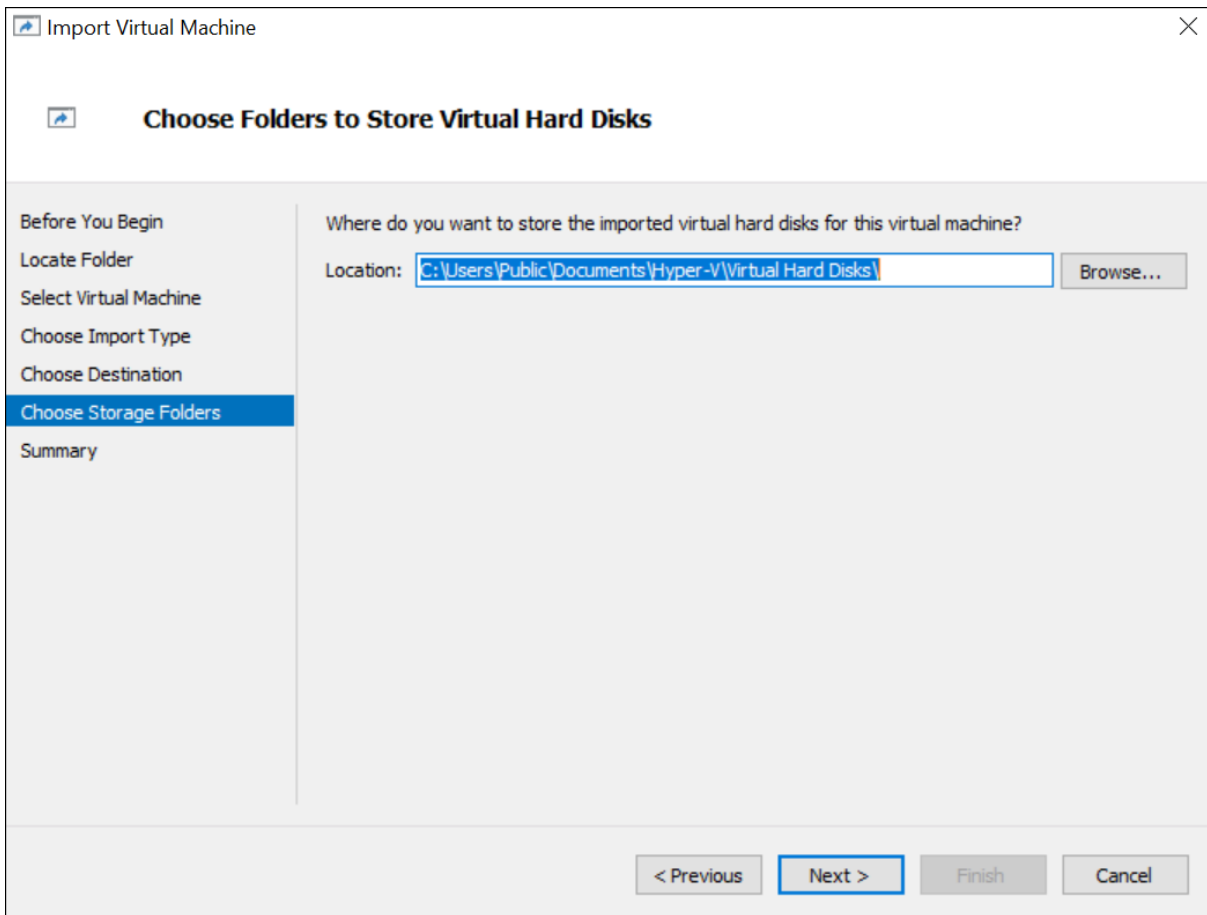 Import Virtual Machine
Choose Folders to Store Virtual Hard Disks
Before You Begin
Locate Folder
Select Virtual Machine
Choose Import Type
Choose Destination
Choose Storage Folders
Summary
Where do you want to store the imported virtual hard disks for this virtual machine?
Location: C:\Users\Public\Documents\Hyper-V\Virtual Hard Disks\ Browse...
< Previous Next > Finish Cancel